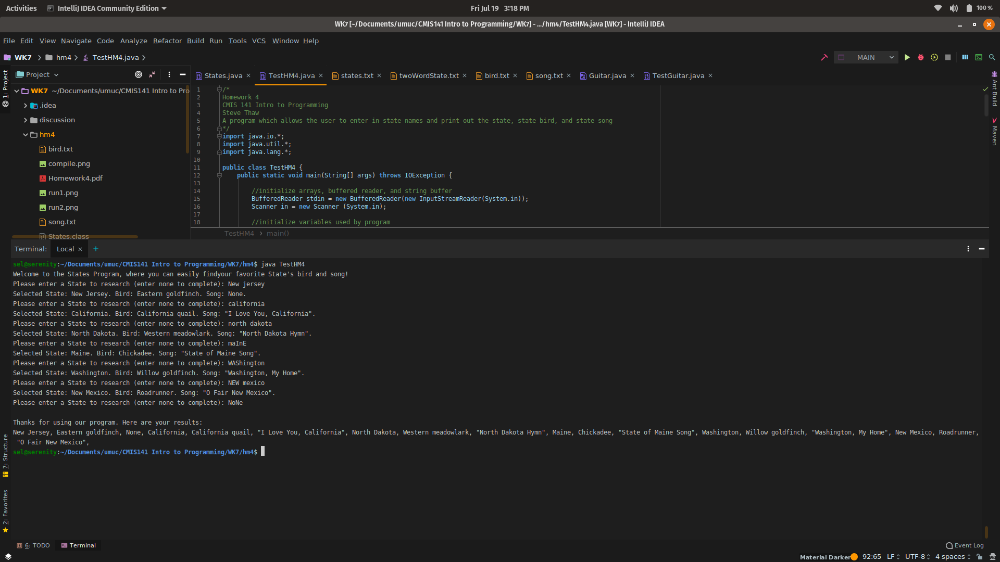 Activities IntelliJ IDEA Community Edition Fri Jul 19 3:18 PM 100 %
WK7 [~/Documents/umuc/CMIS141 Intro to Programming/WK7] - .../hm4/TestHM4.java [WK7] - IntelliJ IDEA
File Edit View Navigate Code Analyze Refactor Build Run Tools VCS Window Help
WK7 hm4 TestHM4.java MAIN
Project States.java TestHM4.java states.txt twoWordState.txt bird.txt song.txt Guitar.java TestGuitar.java
1: Project
WK7 ~/Documents/umuc/CMIS141 Intro to Pro
.idea
discussion
hm4
bird.txt
compile.png
Homework4.pdf
run1.png
run2.png
song.txt
States.class
1 /*
2 Homework 4
3 CMIS 141 Intro to Programming
4 Steve Thaw
5 A program which allows the user to enter in state names and print out the state, state bird, and state song
6 */
7 import java.io.*;
8 import java.util.*;
9 import java.lang.*;
10
11 public class TestHM4 {
12 public static void main(String[] args) throws IOException {
13
14 //initialize arrays, buffered reader, and string buffer
15 BufferedReader stdin = new BufferedReader(new InputStreamReader(System.in));
16 Scanner in = new Scanner (System.in);
17
18 //initialize variables used by program
TestHM4 main()
Ant Build
Maven
Terminal: Local +
sel@serenity:~/Documents/umuc/CMIS141 Intro to Programming/WK7/hm4$ java TestHM4
Welcome to the States Program, where you can easily findyour favorite State's bird and song!
Please enter a State to research (enter none to complete): New jersey
Selected State: New Jersey. Bird: Eastern goldfinch. Song: None.
Please enter a State to research (enter none to complete): california
Selected State: California. Bird: California quail. Song: "I Love You, California".
Please enter a State to research (enter none to complete): north dakota
Selected State: North Dakota. Bird: Western meadowlark. Song: "North Dakota Hymn".
Please enter a State to research (enter none to complete): maInE
Selected State: Maine. Bird: Chickadee. Song: "State of Maine Song".
Please enter a State to research (enter none to complete): WAShington
Selected State: Washington. Bird: Willow goldfinch. Song: "Washington, My Home".
Please enter a State to research (enter none to complete): NEW mexico
Selected State: New Mexico. Bird: Roadrunner. Song: "O Fair New Mexico".
Please enter a State to research (enter none to complete): NoNe
Thanks for using our program. Here are your results:
New Jersey, Eastern goldfinch, None, California, California quail, "I Love You, California", North Dakota, Western meadowlark, "North Dakota Hymn", Maine, Chickadee, "State of Maine Song", Washington, Willow goldfinch, "Washington, My Home", New Mexico, Roadrunner,
"O Fair New Mexico",
sel@serenity:~/Documents/umuc/CMIS141 Intro to Programming/WK7/hm4$
7: Structure
2: Favorites
6: TODO Terminal Event Log
Material Darker 92:65 LF UTF-8 4 spaces